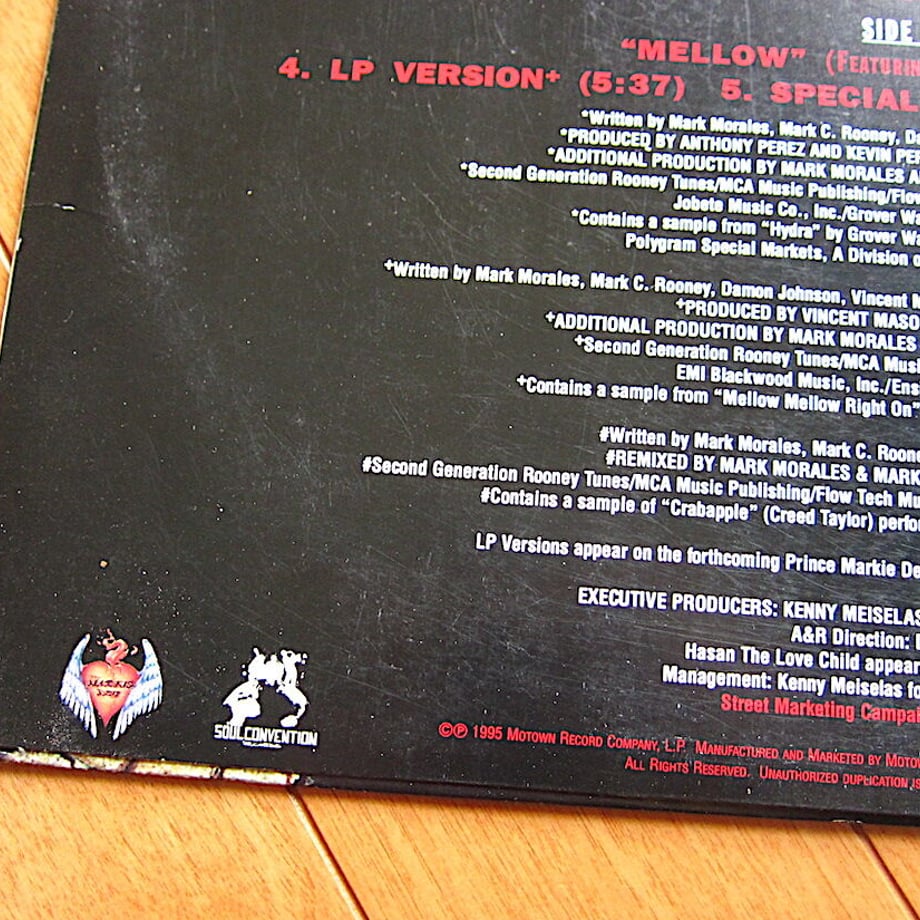 SIDE
"MELLOW" (FEATURIN
4. LP VERSION+ (5:37) 5. SPECIAL
*Written by Mark Morales, Mark C. Rooney, Da
*PRODUCED BY ANTHONY PEREZ AND KEVIN PE
*ADDITIONAL PRODUCTION BY MARK MORALES A
*Second Generation Rooney Tunes/MCA Music Publishing/Flow
Jobete Music Co., Inc./Grover Wa
*Contains a sample from "Hydra" by Grover Wa
Polygram Special Markets, A Division o
+Written by Mark Morales, Mark C. Rooney, Damon Johnson, Vincent M
+PRODUCED BY VINCENT MASO
+ADDITIONAL PRODUCTION BY MARK MORALES
+Second Generation Rooney Tunes/MCA Musi
EMI Blackwood Music, Inc./Ens
+Contains a sample from "Mellow Mellow Right On"
#Written by Mark Morales, Mark C. Roone
#REMIXED BY MARK MORALES & MARK
#Second Generation Rooney Tunes/MCA Music Publishing/Flow Tech M
#Contains a sample of "Crabapple" (Creed Taylor) perfor
LP Versions appear on the forthcoming Prince Markie De
EXECUTIVE PRODUCERS: KENNY MEISELAS
A&R Direction:
Hasan The Love Child appear
Management: Kenny Meiselas fo
Street Marketing Campa
SOULCONVENTION
©℗ 1995 MOTOWN RECORD COMPANY, L.P. MANUFACTURED AND MARKETED BY MOTOW
ALL RIGHTS RESERVED. UNAUTHORIZED DUPLICATION IS